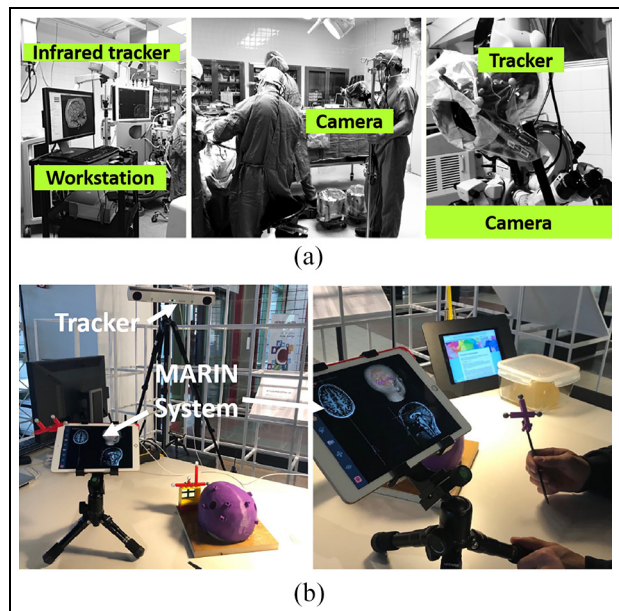 Infrared tracker
Workstation
Camera
Tracker
Camera
(a)
Tracker
MARIN
System
(b)